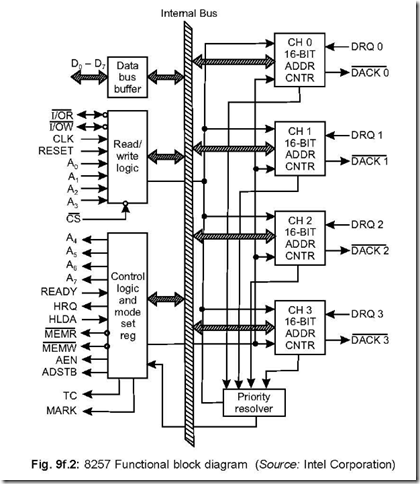 Internal Bus
D0 – D7
Data
bus
buffer
I/OR
I/OW
CLK
RESET
A0
A1
A2
A3
CS
Read/
write
logic
A4
A5
A6
A7
READY
HRQ
HLDA
MEMR
MEMW
AEN
ADSTB
TC
MARK
Control
logic
and
mode
set
reg
CH 0
16-BIT
ADDR
CNTR
DRQ 0
DACK 0
CH 1
16-BIT
ADDR
CNTR
DRQ 1
DACK 1
CH 2
16-BIT
ADDR
CNTR
DRQ 2
DACK 2
CH 3
16-BIT
ADDR
CNTR
DRQ 3
DACK 3
Priority
resolver
Fig. 9f.2: 8257 Functional block diagram (Source: Intel Corporation)